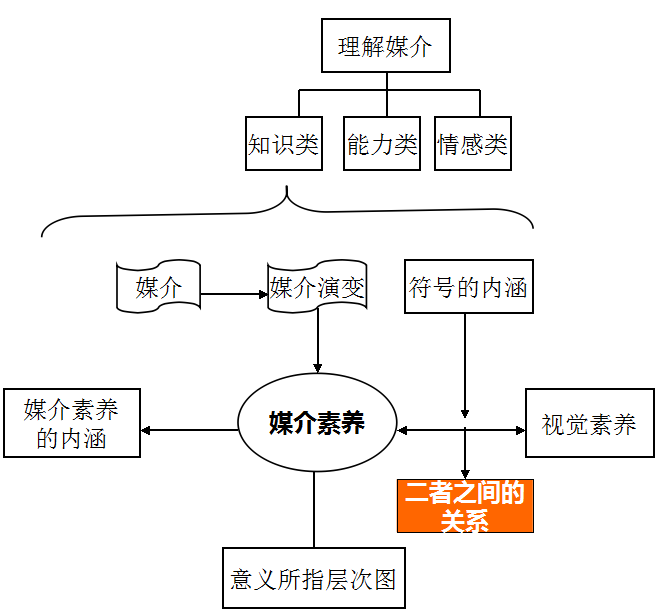 理解媒介
知识类
能力类
情感类
媒介
媒介演变
符号的内涵
媒介素养
的内涵
媒介素养
视觉素养
二者之间的
关系
意义所指层次图